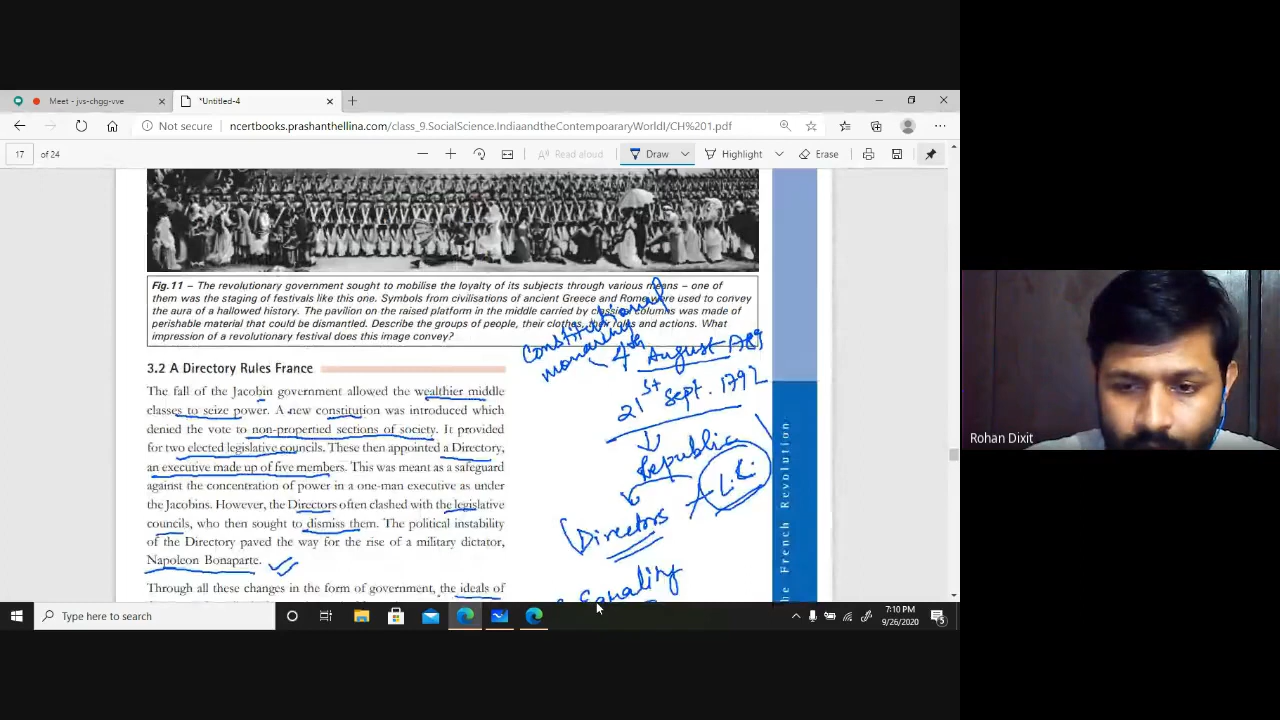 Meet - jvs-chgg-vve
*Untitled-4
Not secure
ncertbooks.prashanthellina.com/class_9.SocialScience.IndiaandtheContempoararyWorldI/CH%201.pdf
17 of 24
Read aloud
Draw
Highlight
Erase
Fig.11 – The revolutionary government sought to mobilise the loyalty of its subjects through various means – one of
them was the staging of festivals like this one. Symbols from civilisations of ancient Greece and Rome were used to convey
the aura of a hallowed history. The pavilion on the raised platform in the middle carried by classical columns was made of
perishable material that could be dismantled. Describe the groups of people, their clothes, their roles and actions. What
impression of a revolutionary festival does this image convey?
3.2 A Directory Rules France
The fall of the Jacobin government allowed the wealthier middle
classes to seize power. A new constitution was introduced which
denied the vote to non-propertied sections of society. It provided
for two elected legislative councils. These then appointed a Directory,
an executive made up of five members. This was meant as a safeguard
against the concentration of power in a one-man executive as under
the Jacobins. However, the Directors often clashed with the legislative
councils, who then sought to dismiss them. The political instability
of the Directory paved the way for the rise of a military dictator,
Napoleon Bonaparte.
Through all these changes in the form of government, the ideals of
constitutional
monarchy
4th August
21st Sept. 1792
Republic
L.C.
Directors
Equality
he French Revolution
Rohan Dixit
Type here to search
7:10 PM
9/26/2020
5